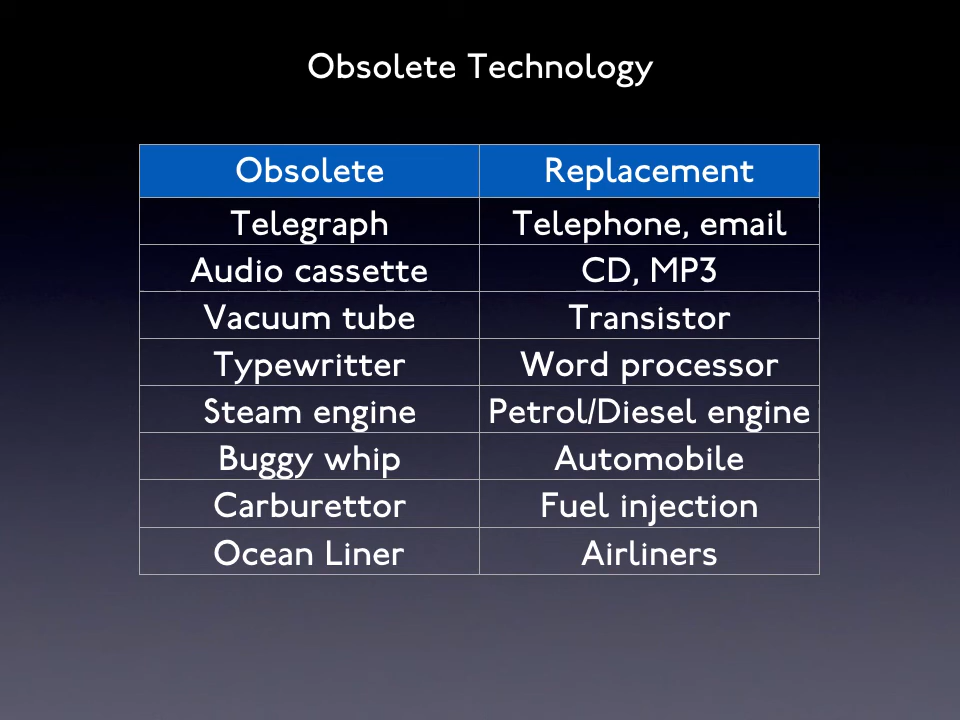 Obsolete Technology
Obsolete Replacement
Telegraph Telephone, email
Audio cassette CD, MP3
Vacuum tube Transistor
Typewritter Word processor
Steam engine Petrol/Diesel engine
Buggy whip Automobile
Carburettor Fuel injection
Ocean Liner Airliners